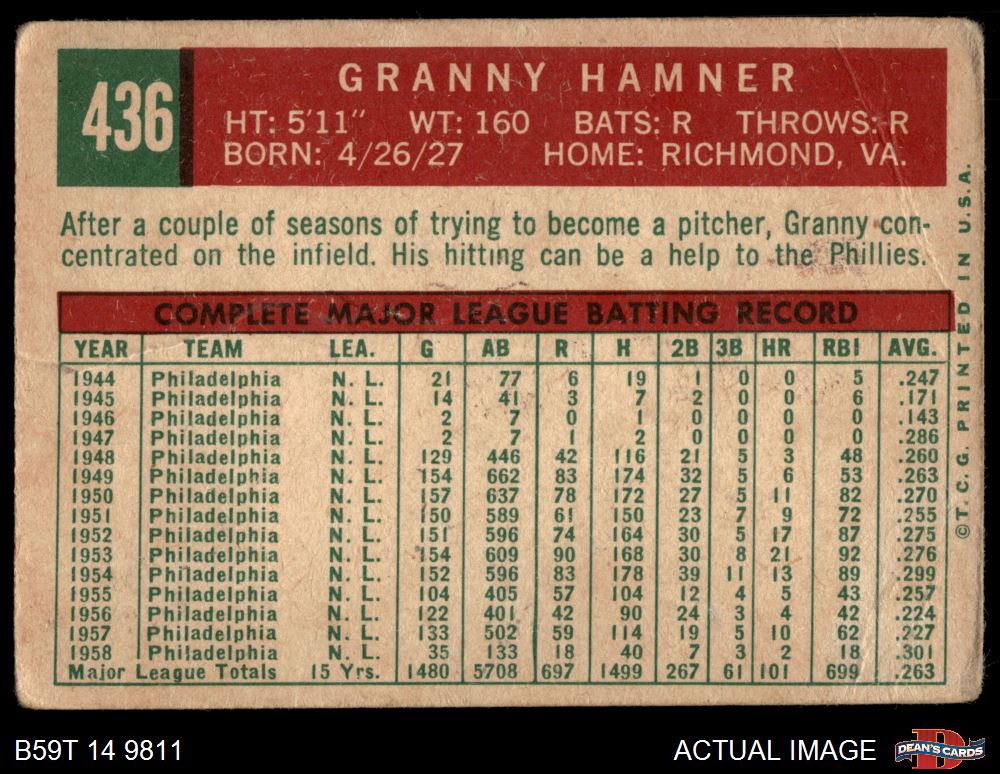 436
GRANNY HAMNER
HT: 5'11" WT: 160 BATS: R THROWS: R
BORN: 4/26/27 HOME: RICHMOND, VA.
After a couple of seasons of trying to become a pitcher, Granny con-
centrated on the infield. His hitting can be a help to the Phillies.
COMPLETE MAJOR LEAGUE BATTING RECORD
YEAR TEAM LEA. G AB R H 2B 3B HR RBI AVG.
1944 Philadelphia N. L. 21 77 6 19 1 0 0 5 .247
1945 Philadelphia N. L. 14 41 3 7 2 0 0 6 .171
1946 Philadelphia N. L. 2 7 0 1 0 0 0 0 .143
1947 Philadelphia N. L. 2 7 1 2 0 0 0 0 .286
1948 Philadelphia N. L. 129 446 42 116 21 5 3 48 .260
1949 Philadelphia N. L. 154 662 83 174 32 5 6 53 .263
1950 Philadelphia N. L. 157 637 78 172 27 5 11 82 .270
1951 Philadelphia N. L. 150 589 61 150 23 7 9 72 .255
1952 Philadelphia N. L. 151 596 74 164 30 5 17 87 .275
1953 Philadelphia N. L. 154 609 90 168 30 8 21 92 .276
1954 Philadelphia N. L. 152 596 83 178 39 11 13 89 .299
1955 Philadelphia N. L. 104 405 57 104 12 4 5 43 .257
1956 Philadelphia N. L. 122 401 42 90 24 3 4 42 .224
1957 Philadelphia N. L. 133 502 59 114 19 5 10 62 .227
1958 Philadelphia N. L. 35 133 18 40 7 3 2 18 .301
Major League Totals 15 Yrs. 1480 5708 697 1499 267 61 101 699 .263
©T. C. G. PRINTED IN U.S.A.
B59T 14 9811
ACTUAL IMAGE
D
DEAN'S CARDS